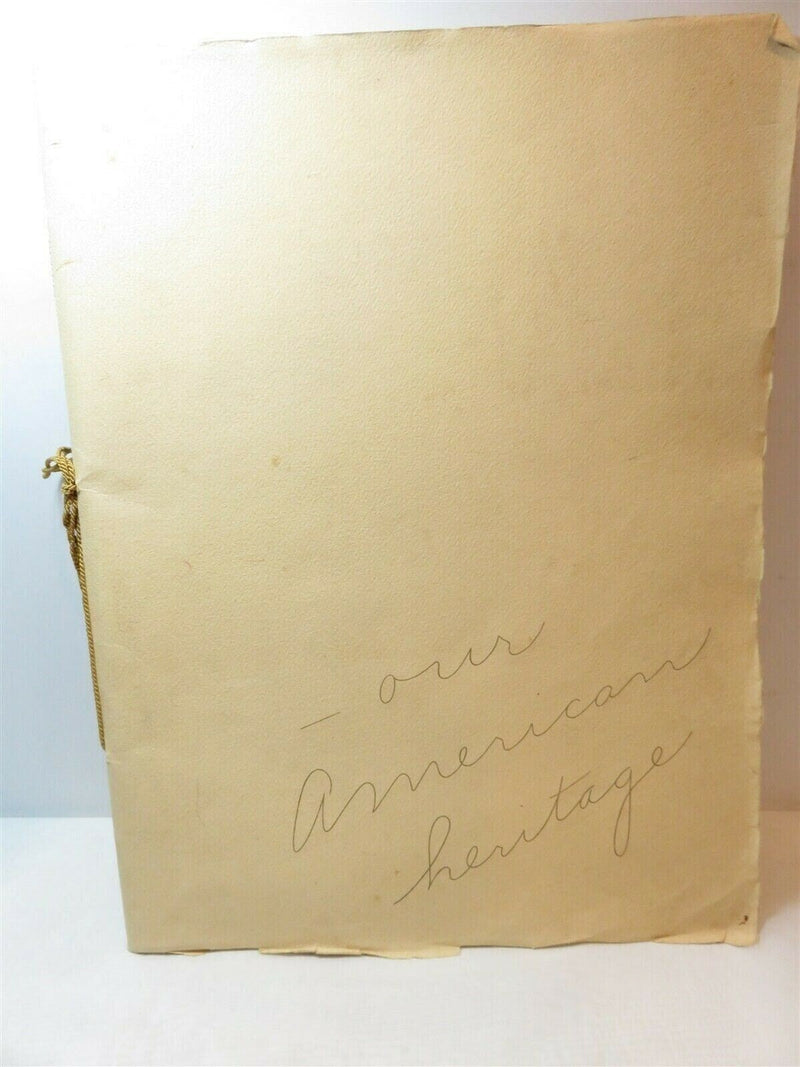 — our
American
heritage